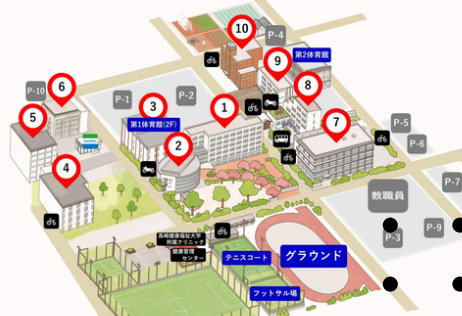 10
P-4
9
第2体育館
6
8
P-10
P-1
P-2
3
1
5
第1体育館(2F)
7
P-5
2
P-6
4
教職員
P-7
P-3
P-9
高崎健康福祉大学
附属クリニック
健康管理
センター
テニスコート
グラウンド
フットサル場